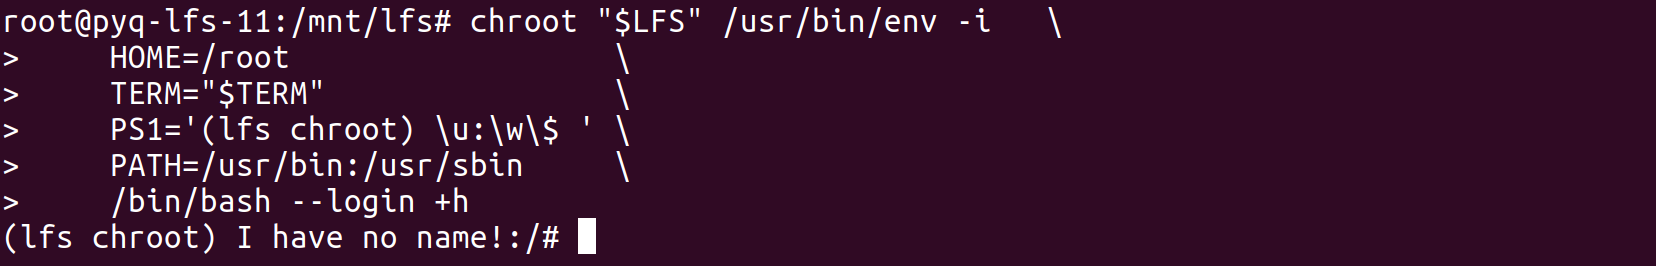 root@pyq-lfs-11:/mnt/lfs# chroot "$LFS" /usr/bin/env -i   \
>     HOME=/root                  \
>     TERM="$TERM"                \
>     PS1='(lfs chroot) \u:\w\$ ' \
>     PATH=/usr/bin:/usr/sbin     \
>     /bin/bash --login +h
(lfs chroot) I have no name!:/#